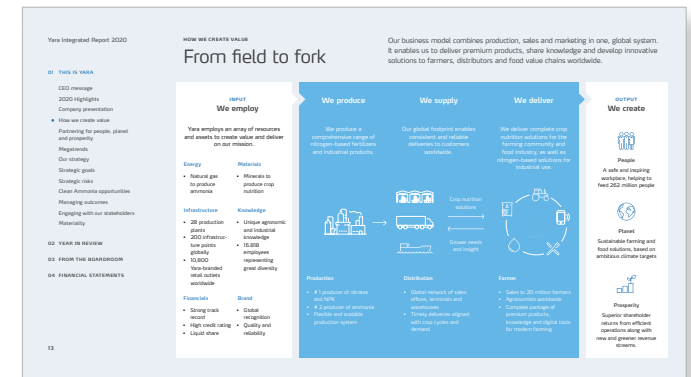 Yara Integrated Report 2020
01 THIS IS YARA
CEO message
2020 Highlights
Company presentation
How we create value
Partnering for people, planet
and prosperity
Megatrends
Our strategy
Strategic goals
Strategic risks
Clean Ammonia opportunities
Managing outcomes
Engaging with our stakeholders
Materiality
02 YEAR IN REVIEW
03 FROM THE BOARDROOM
04 FINANCIAL STATEMENTS
13
HOW WE CREATE VALUE
From field to fork
Our business model combines production, sales and marketing in one, global system.
It enables us to deliver premium products, share knowledge and develop innovative
solutions to farmers, distributors and food value chains worldwide.
INPUT
We employ
Yara employs an array of resources
and assets to create value and deliver
on our mission.
Energy
• Natural gas
to produce
ammonia
Materials
• Minerals to
produce crop
nutrition
Infrastructure
• 28 production
plants
• 200 infrastruc-
ture points
globally
• 10,800
Yara-branded
retail outlets
worldwide
Knowledge
• Unique agronomic
and industrial
knowledge
• 16,818
employees
representing
great diversity
Financials
• Strong track
record
• High credit rating
• Liquid share
Brand
• Global
recognition
• Quality and
reliability
We produce
We produce a
comprehensive range of
nitrogen-based fertilizers
and industrial products.
Production
• # 1 producer of nitrates
and NPK
• # 2 producer of ammonia
• Flexible and scalable
production system
We supply
Our global footprint enables
consistent and reliable
deliveries to customers
worldwide.
Crop nutrition
solutions
Grower needs
and insight
Distribution
• Global network of sales
offices, terminals and
warehouses
• Timely deliveries aligned
with crop cycles and
demand
We deliver
We deliver complete crop
nutrition solutions for the
farming community and
food industry, as well as
nitrogen-based solutions for
industrial use.
Farmer
• Sales to 20 million farmers
• Agronomists worldwide
• Complete package of
premium products,
knowledge and digital tools
for modern farming
OUTPUT
We create
People
A safe and inspiring
workplace, helping to
feed 262 million people
Planet
Sustainable farming and
food solutions, based on
ambitious climate targets
Prosperity
Superior shareholder
returns from efficient
operations along with
new and greener revenue
streams.